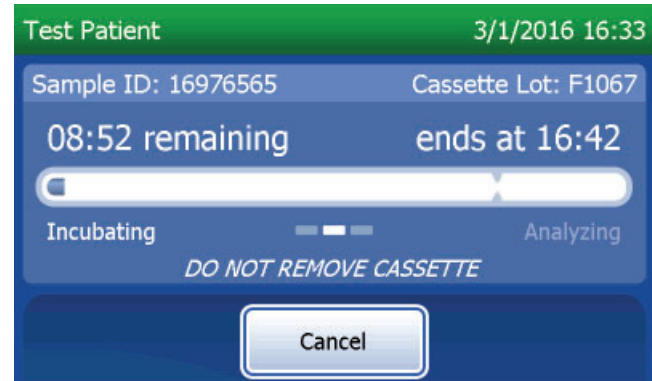 Test Patient 3/1/2016 16:33
Sample ID: 16976565 Cassette Lot: F1067
08:52 remaining ends at 16:42
Incubating Analyzing
DO NOT REMOVE CASSETTE
Cancel